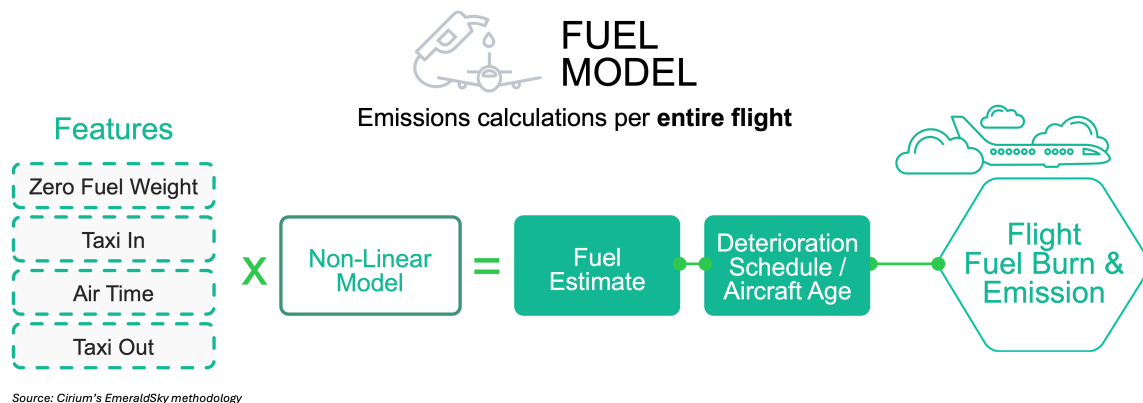 FUEL
MODEL
Emissions calculations per entire flight
Features
Zero Fuel Weight
Taxi In
Air Time
Taxi Out
x
Non-Linear
Model
=
Fuel
Estimate
Deterioration
Schedule /
Aircraft Age
Flight
Fuel Burn &
Emission
Source: Cirium's EmeraldSky methodology